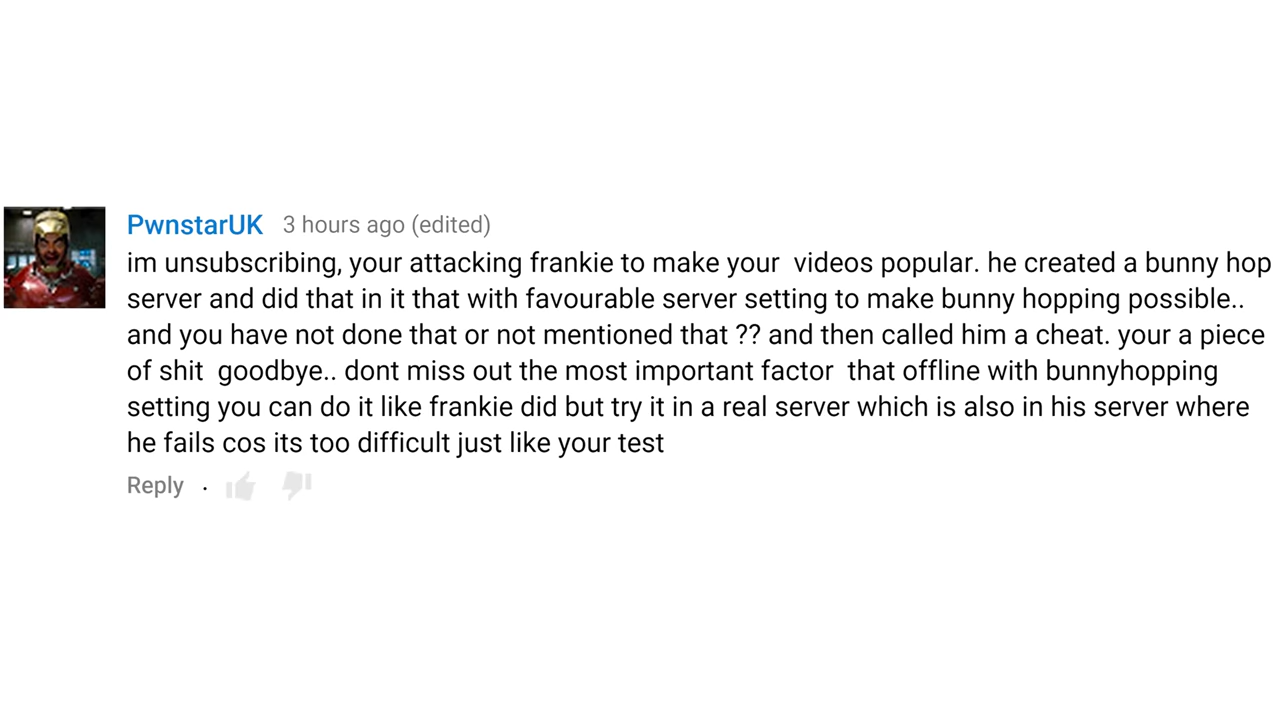 PwnstarUK 3 hours ago (edited)
im unsubscribing, your attacking frankie to make your  videos popular. he created a bunny hop
server and did that in it that with favourable server setting to make bunny hopping possible..
and you have not done that or not mentioned that ?? and then called him a cheat. your a piece
of shit  goodbye.. dont miss out the most important factor  that offline with bunnyhopping
setting you can do it like frankie did but try it in a real server which is also in his server where
he fails cos its too difficult just like your test
Reply ·